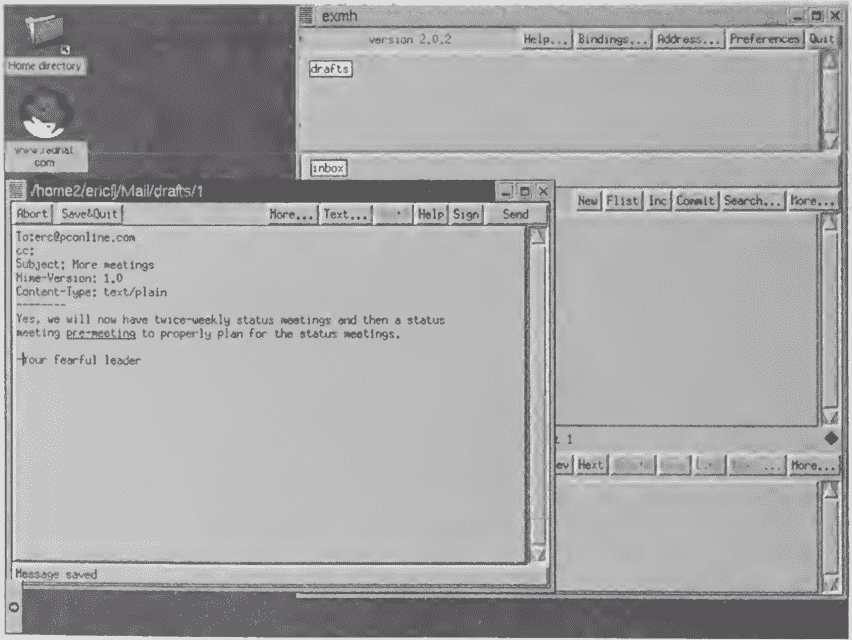 exmh
version 2.0.2 Help... Bindings... Address... Preferences Quit
Home directory
drafts
www.redhat.
com
inbox
/home2/ericfj/Mail/drafts/1
New Flist Inc Commit Search... More...
Abort Save&Quit More... Text... Help Sign Send
To:erc@pconline.com
cc:
Subject: More meetings
Mime-Version: 1.0
Content-Type: text/plain
--------
Yes, we will now have twice-weekly status meetings and then a status
meeting pre-meeting to properly plan for the status meetings.
-Your fearful leader
1
Next More...
Message saved